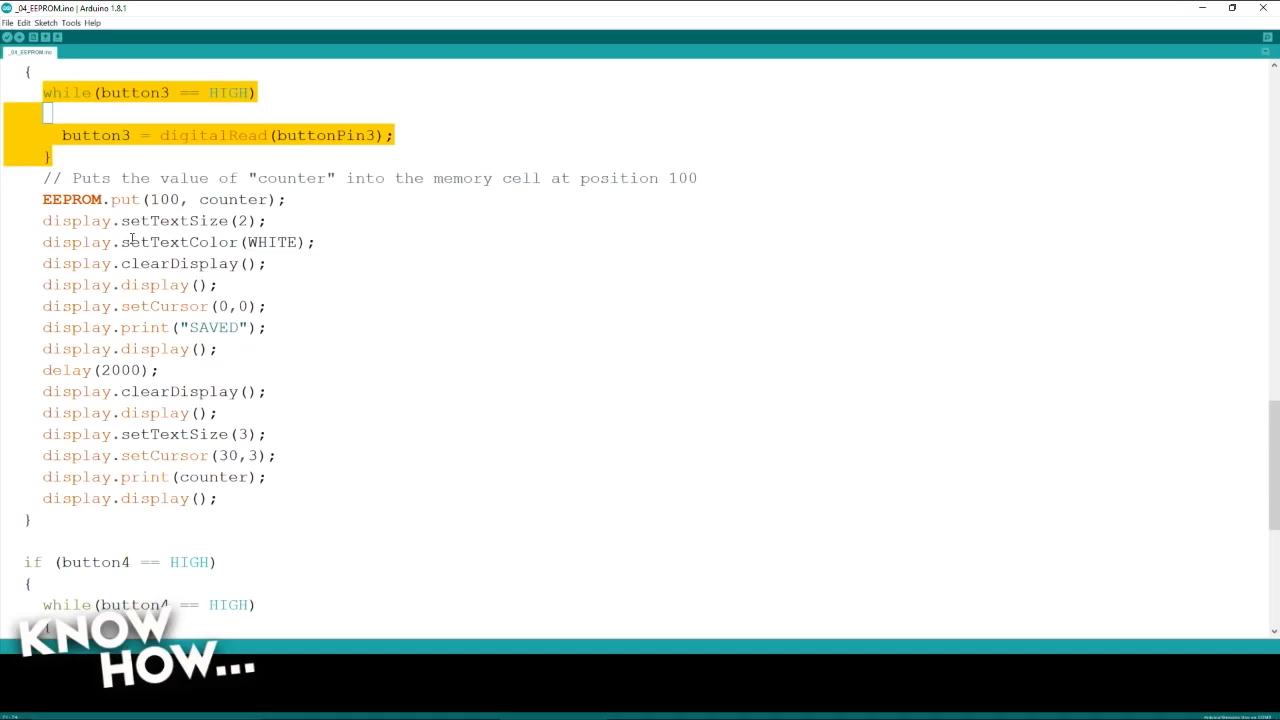 _04_EEPROM.ino | Arduino 1.8.1
File Edit Sketch Tools Help
_04_EEPROM.ino
{
while(button3 == HIGH)
button3 = digitalRead(buttonPin3);
}
// Puts the value of "counter" into the memory cell at position 100
EEPROM.put(100, counter);
display.setTextSize(2);
display.setTextColor(WHITE);
display.clearDisplay();
display.display();
display.setCursor(0,0);
display.print("SAVED");
display.display();
delay(2000);
display.clearDisplay();
display.display();
display.setTextSize(3);
display.setCursor(30,3);
display.print(counter);
display.display();
}
if (button4 == HIGH)
{
while(button4 == HIGH)
{
KNOW
HOW...